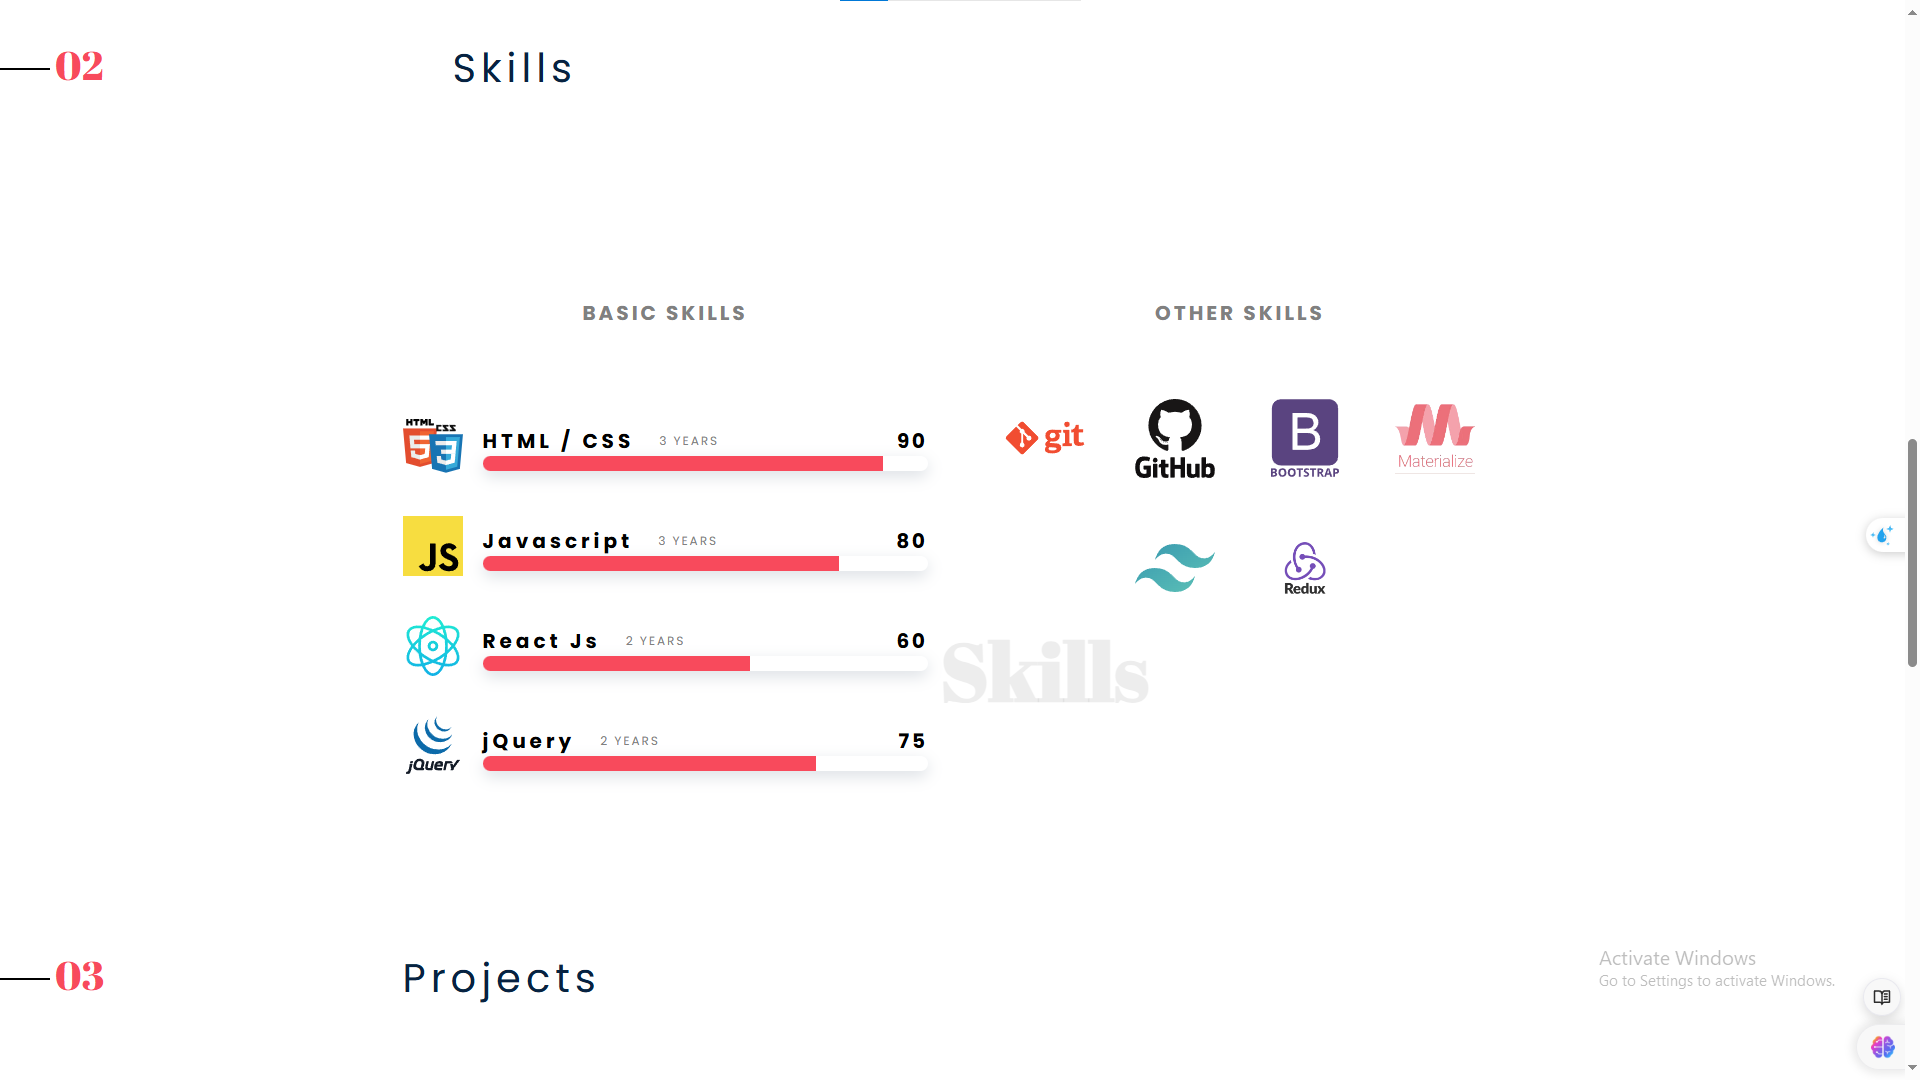 02
Skills
BASIC SKILLS
HTML CSS
5 3
HTML / CSS 3 YEARS 90
JS
Javascript 3 YEARS 80
React Js 2 YEARS 60
jQuery
jQuery 2 YEARS 75
OTHER SKILLS
git
GitHub
B
BOOTSTRAP
Materialize
Redux
Skills
03
Projects
Activate Windows
Go to Settings to activate Windows.